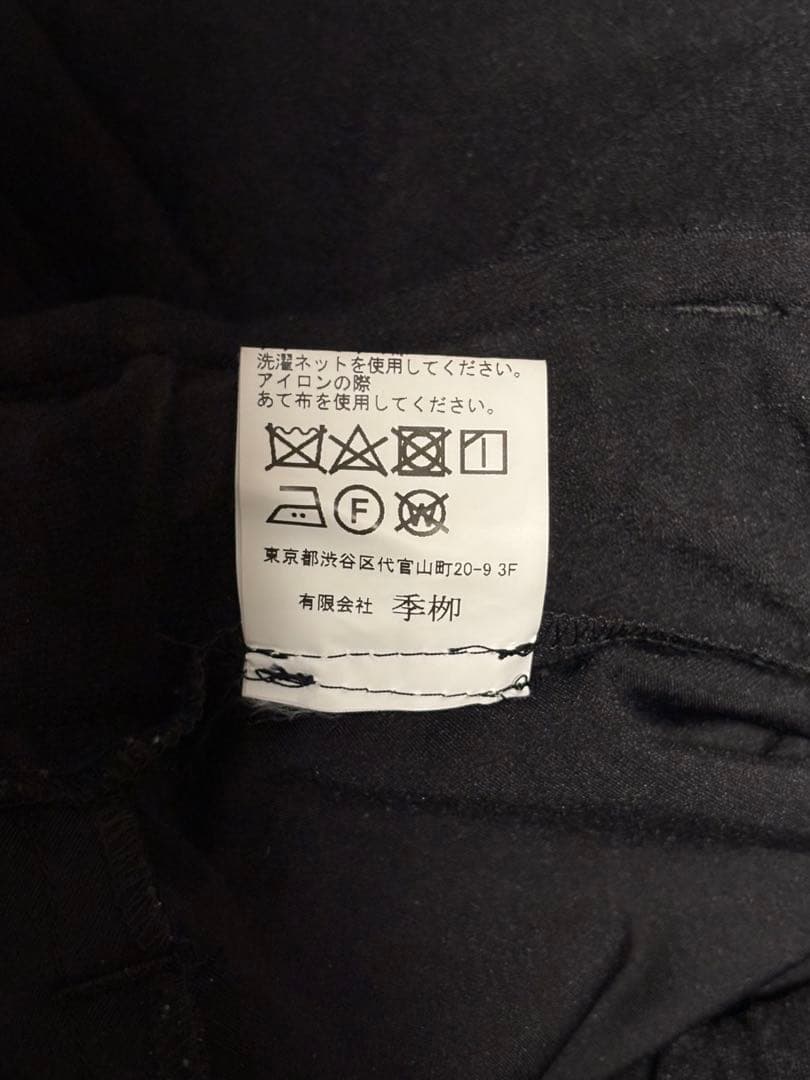 洗濯ネットを使用してください。
アイロンの際
あて布を使用してください。
F W
東京都渋谷区代官山町20-9 3F
有限会社 季栁